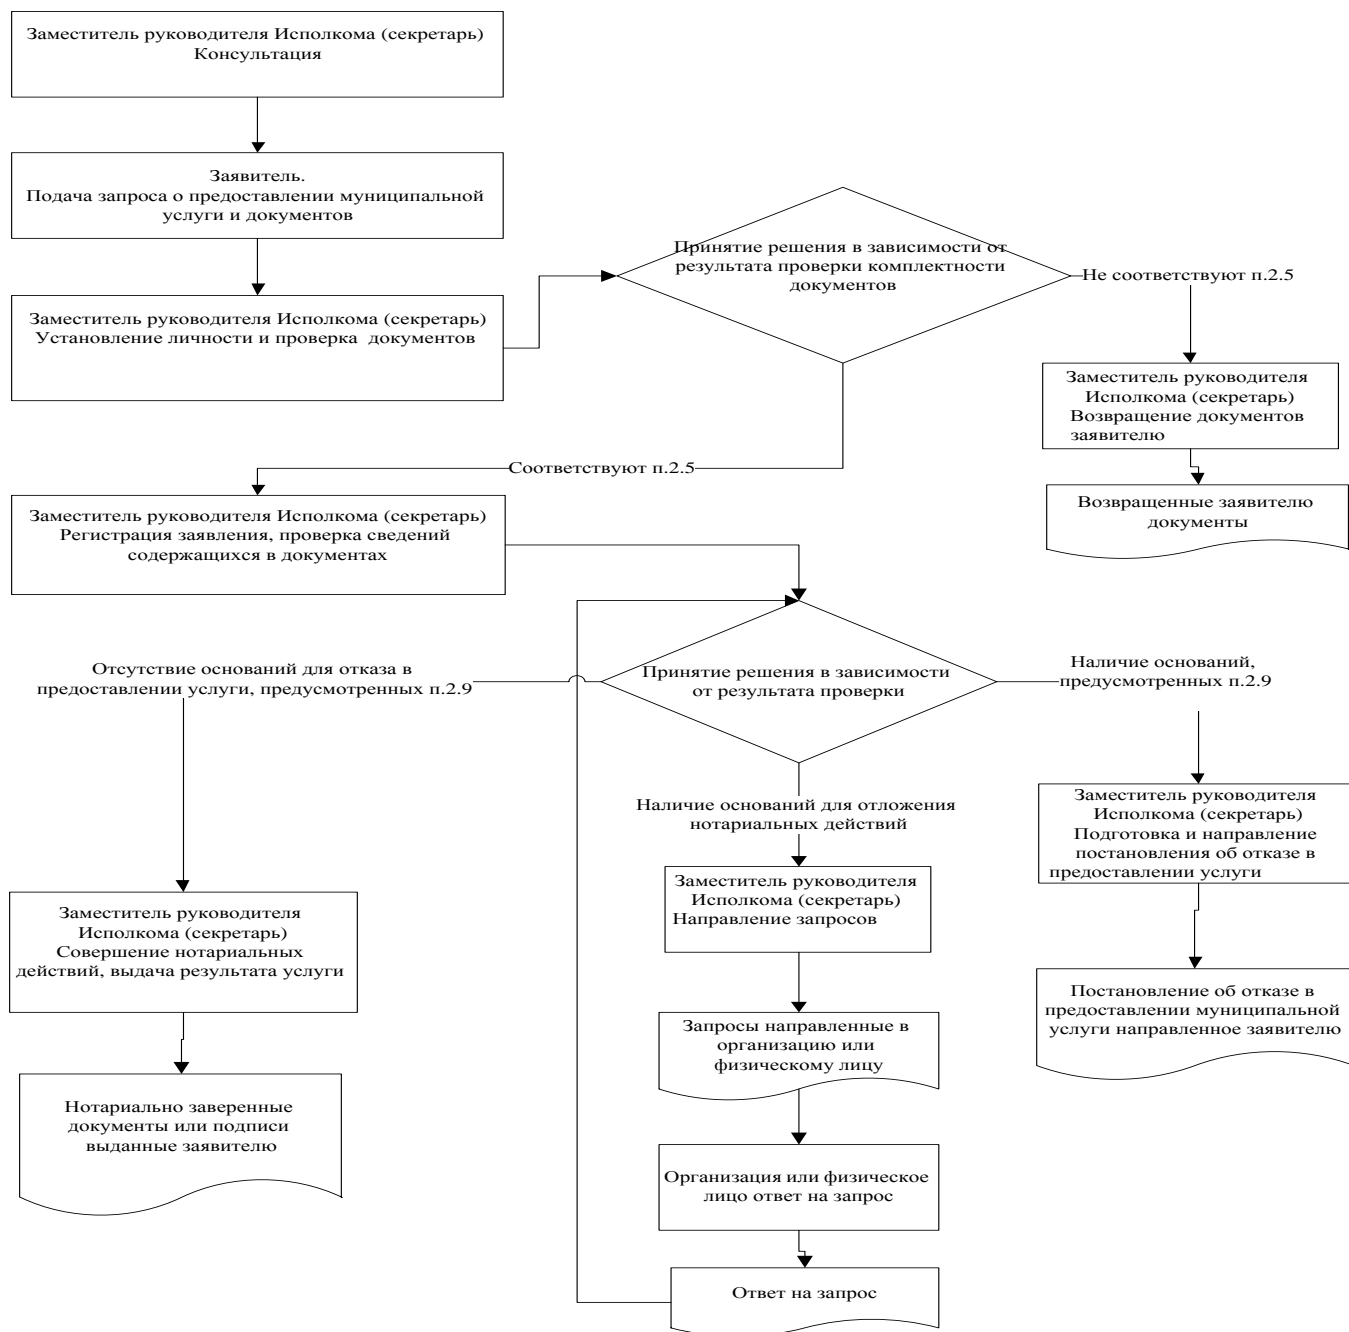 Заместитель руководителя Исполкома (секретарь)
Консультация
Заявитель.
Подача запроса о предоставлении муниципальной
услуги и документов
Заместитель руководителя Исполкома (секретарь)
Установление личности и проверка документов
Принятие решения в зависимости от
результата проверки комплектности
документов
Не соответствуют п.2.5
Заместитель руководителя
Исполкома (секретарь)
Возвращение документов
заявителю
Возвращенные заявителю
документы
Соответствуют п.2.5
Заместитель руководителя Исполкома (секретарь)
Регистрация заявления, проверка сведений
содержащихся в документах
Принятие решения в зависимости
от результата проверки
Отсутствие оснований для отказа в
предоставлении услуги, предусмотренных п.2.9
Наличие оснований,
предусмотренных п.2.9
Наличие оснований для отложения
нотариальных действий
Заместитель руководителя
Исполкома (секретарь)
Подготовка и направление
постановления об отказе в
предоставлении услуги
Заместитель руководителя
Исполкома (секретарь)
Направление запросов
Заместитель руководителя
Исполкома (секретарь)
Совершение нотариальных
действий, выдача результата услуги
Постановление об отказе в
предоставлении муниципальной
услуги направленное заявителю
Запросы направленные в
организацию или
физическому лицу
Нотариально заверенные
документы или подписи
выданные заявителю
Организация или физическое
лицо ответ на запрос
Ответ на запрос